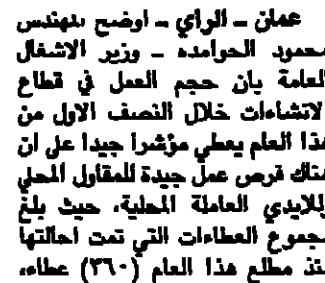 عمان ـ الراي ـ اوضح المهندس
محمود الحوامده ـ وزير الاشغال
العامة بان حجم العمل في قطاع
الانشاءات خلال النصف الاول من
هذا العام يعطي مؤشرا جيدا على ان
هناك فرص عمل جيدة للمقاول المحلي
وللايدي العاملة المحلية، حيث بلغ
مجموع العطاءات التي تمت احالتها
منذ مطلع هذا العام (٣٦٠) عطاء،